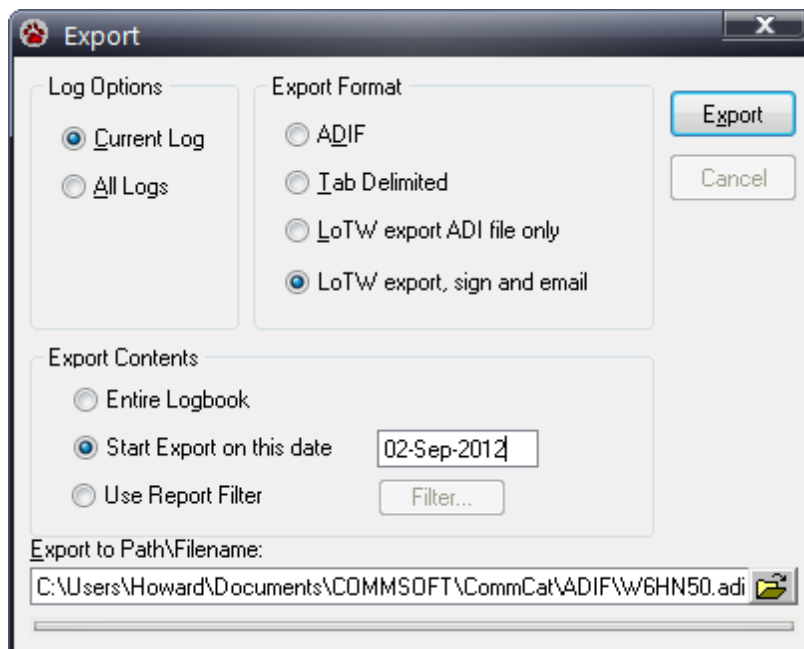 Export
Log Options
Current Log
All Logs
Export Format
ADIF
Tab Delimited
LoTW export ADI file only
LoTW export, sign and email
Export
Cancel
Export Contents
Entire Logbook
Start Export on this date
02-Sep-2012
Use Report Filter
Filter...
Export to Path\Filename:
C:\Users\Howard\Documents\COMMSOFT\CommCat\ADIF\W6HN50.adi